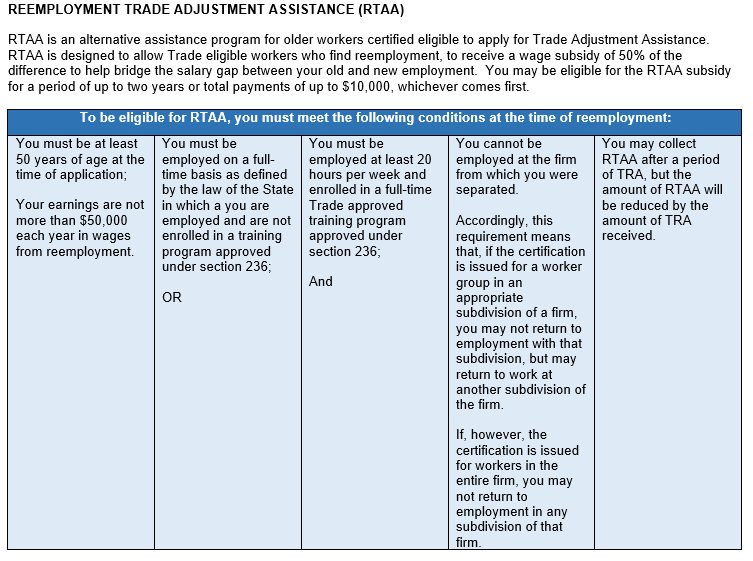 REEMPLOYMENT TRADE ADJUSTMENT ASSISTANCE (RTAA)
RTAA is an alternative assistance program for older workers certified eligible to apply for Trade Adjustment Assistance.
RTAA is designed to allow Trade eligible workers who find reemployment, to receive a wage subsidy of 50% of the
difference to help bridge the salary gap between your old and new employment.  You may be eligible for the RTAA subsidy
for a period of up to two years or total payments of up to $10,000, whichever comes first.
To be eligible for RTAA, you must meet the following conditions at the time of reemployment:
You must be at least
50 years of age at the
time of application;
Your earnings are not
more than $50,000
each year in wages
from reemployment.
You must be
employed on a full-
time basis as defined
by the law of the State
in which a you are
employed and are not
enrolled in a training
program approved
under section 236;
OR
You must be
employed at least 20
hours per week and
enrolled in a full-time
Trade approved
training program
approved under
section 236;
And
You cannot be
employed at the firm
from which you were
separated.
Accordingly, this
requirement means
that, if the certification
is issued for a worker
group in an
appropriate
subdivision of a firm,
you may not return to
employment with that
subdivision, but may
return to work at
another subdivision of
the firm.
If, however, the
certification is issued
for workers in the
entire firm, you may
not return to
employment in any
subdivision of that
firm.
You may collect
RTAA after a period
of TRA, but the
amount of RTAA will
be reduced by the
amount of TRA
received.